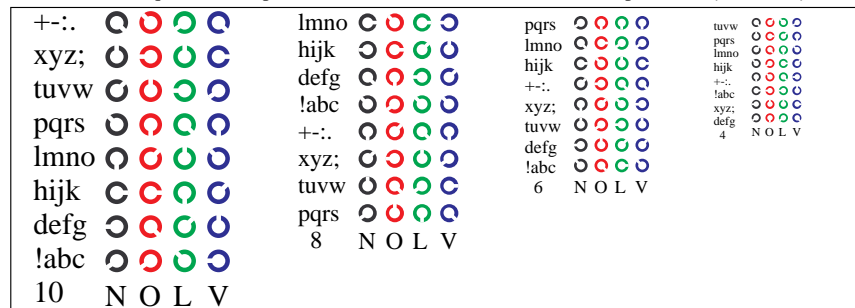 +-:.
xyz;
tuvw
pqrs
lmno
hijk
defg
!abc
10 N O L V
lmno
hijk
defg
!abc
+-:.
xyz;
tuvw
pqrs
8 N O L V
pqrs
lmno
hijk
+-:.
xyz;
tuvw
defg
!abc
6 N O L V
tuvw
pqrs
lmno
hijk
+-:.
!abc
xyz;
defg
4 N O L V